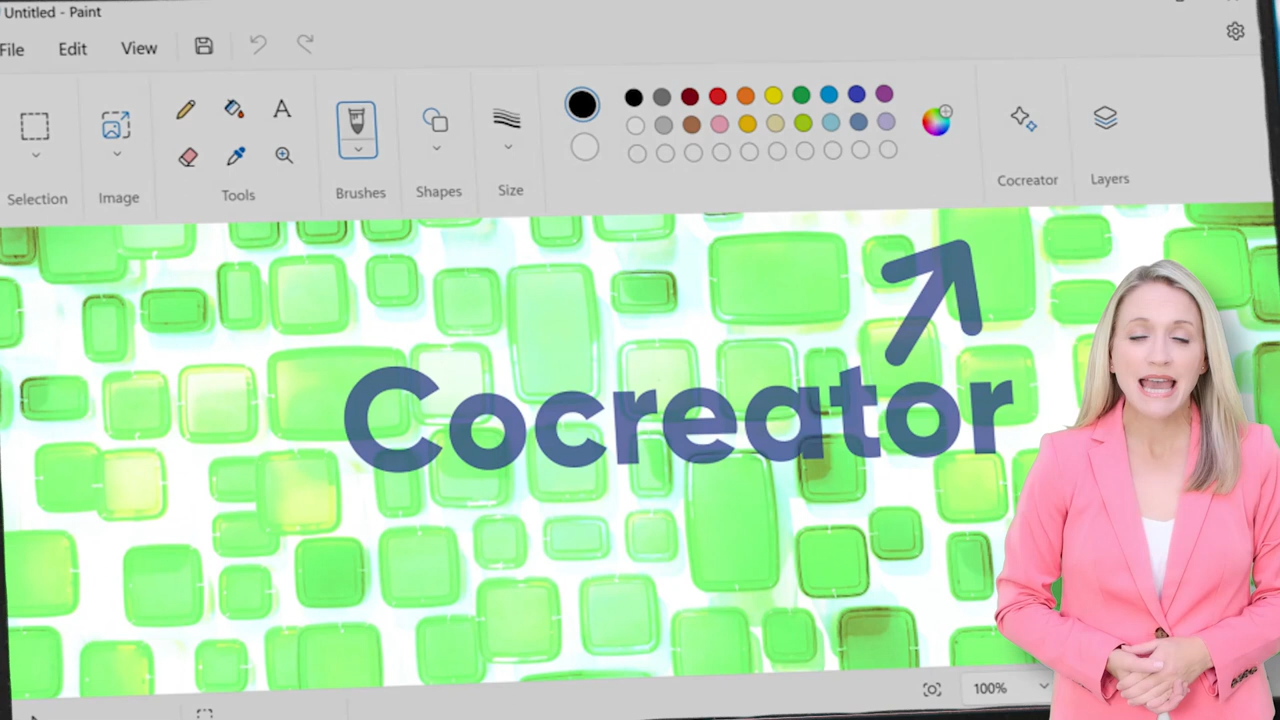 Untitled - Paint
File Edit View
A
Selection Image Tools Brushes Shapes Size Cocreator Layers
Cocreator
100%